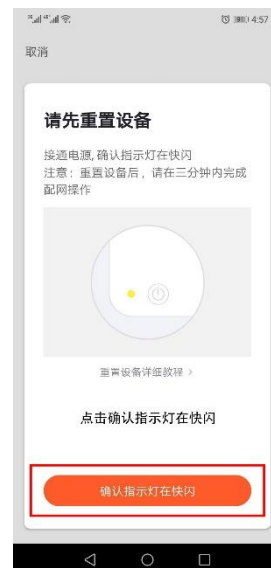 4:57
取消
请先重置设备
接通电源,确认指示灯在快闪
注意：重置设备后，请在三分钟内完成
配网操作
重置设备详细教程 >
点击确认指示灯在快闪
确认指示灯在快闪